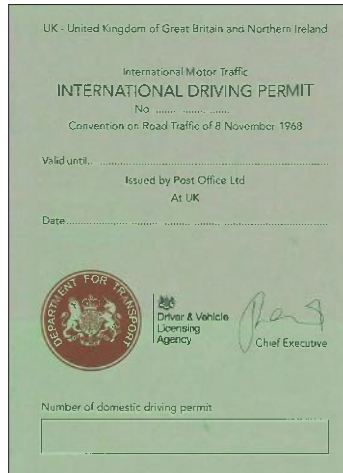 UK - United Kingdom of Great Britain and Northern Ireland
International Motor Traffic
INTERNATIONAL DRIVING PERMIT
No ..................
Convention on Road Traffic of 8 November 1968
Valid until..................
Issued by Post Office Ltd
At UK
Date..................
DEPARTMENT FOR TRANSPORT
Driver & Vehicle
Licensing
Agency
Chief Executive
Number of domestic driving permit